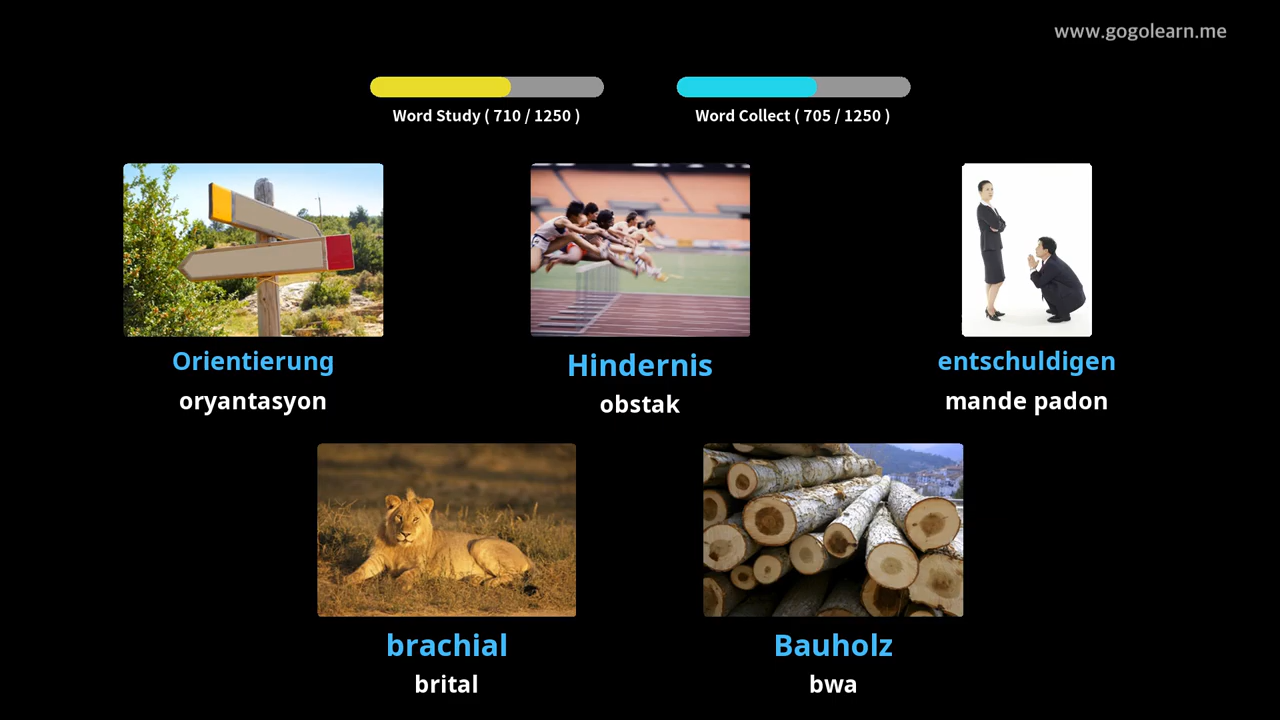 www.gogolearn.me
Word Study ( 710 / 1250 )
Word Collect ( 705 / 1250 )
Orientierung
oryantasyon
Hindernis
obstak
entschuldigen
mande padon
brachial
brital
Bauholz
bwa